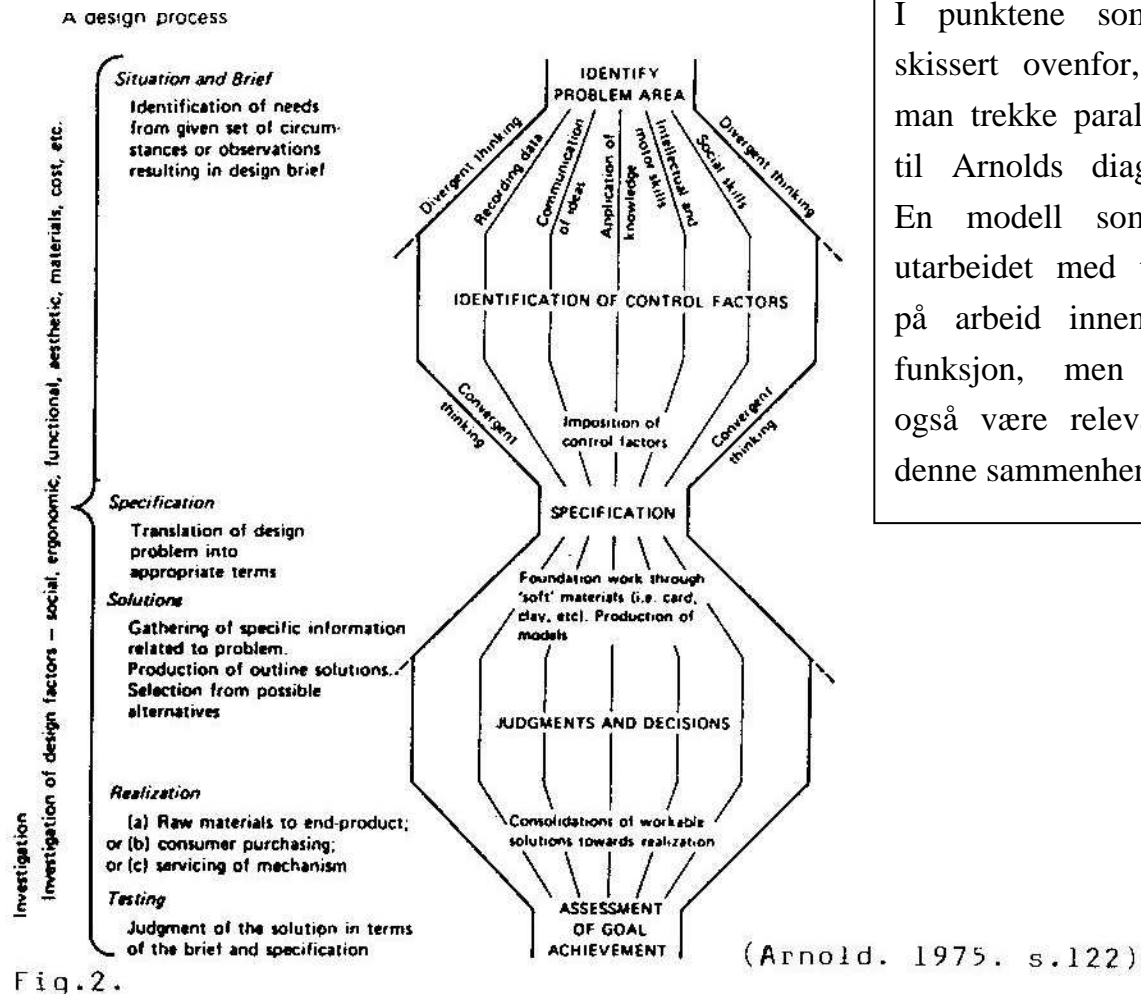 A design process
Investigation
Investigation of design factors — social, ergonomic, functional, aesthetic, materials, cost, etc.
Situation and Brief
Identification of needs
from given set of circum-
stances or observations
resulting in design brief
Specification
Translation of design
problem into
appropriate terms
Solutions
Gathering of specific information
related to problem.
Production of outline solutions..
Selection from possible
alternatives
Realization
(a) Raw materials to end-product;
or (b) consumer purchasing;
or (c) servicing of mechanism
Testing
Judgment of the solution in terms
of the brief and specification
IDENTIFY
PROBLEM AREA
Divergent thinking
Recording data
Communication
of ideas
Application of
knowledge
Intellectual and
motor skills
Social skills
Divergent thinking
IDENTIFICATION OF CONTROL FACTORS
Convergent
thinking
Imposition of
control factors
Convergent
thinking
SPECIFICATION
Foundation work through
'soft' materials (i.e. card,
clay, etc). Production of
models
JUDGMENTS AND DECISIONS
Consolidations of workable
solutions towards realization
ASSESSMENT
OF GOAL
ACHIEVEMENT
(Arnold. 1975. s.122)
Fig.2.
I punktene som
skissert ovenfor,
man trekke paral
til Arnolds diag
En modell som
utarbeidet med
på arbeid innen
funksjon, men
også være relev
denne sammenhe